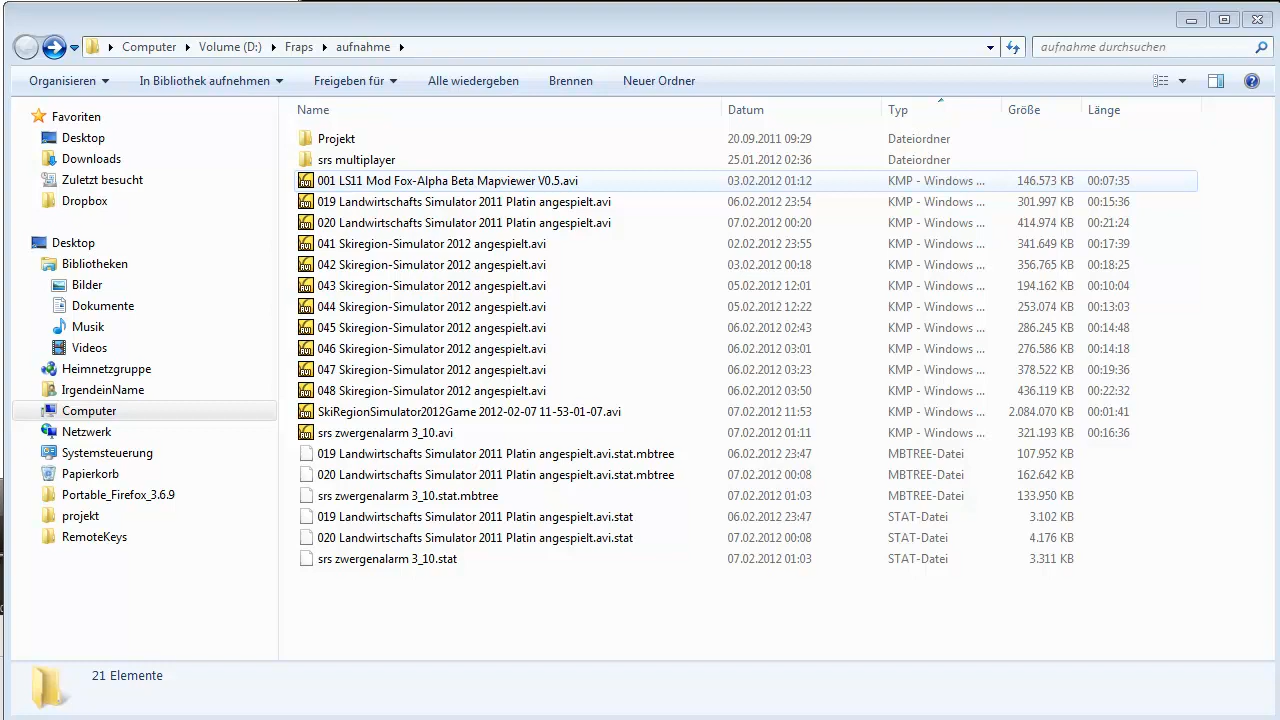 Computer Volume (D:) Fraps aufnahme aufnahme durchsuchen
Organisieren In Bibliothek aufnehmen Freigeben für Alle wiedergeben Brennen Neuer Ordner
Favoriten
Desktop
Downloads
Zuletzt besucht
Dropbox
Desktop
Bibliotheken
Bilder
Dokumente
Musik
Videos
Heimnetzgruppe
IrgendeinName
Computer
Netzwerk
Systemsteuerung
Papierkorb
Portable_Firefox_3.6.9
projekt
RemoteKeys
Name Datum Typ Größe Länge
Projekt 20.09.2011 09:29 Dateiordner
srs multiplayer 25.01.2012 02:36 Dateiordner
001 LS11 Mod Fox-Alpha Beta Mapviewer V0.5.avi 03.02.2012 01:12 KMP - Windows ... 146.573 KB 00:07:35
019 Landwirtschafts Simulator 2011 Platin angespielt.avi 06.02.2012 23:54 KMP - Windows ... 301.997 KB 00:15:36
020 Landwirtschafts Simulator 2011 Platin angespielt.avi 07.02.2012 00:20 KMP - Windows ... 414.974 KB 00:21:24
041 Skiregion-Simulator 2012 angespielt.avi 02.02.2012 23:55 KMP - Windows ... 341.649 KB 00:17:39
042 Skiregion-Simulator 2012 angespielt.avi 03.02.2012 00:18 KMP - Windows ... 356.765 KB 00:18:25
043 Skiregion-Simulator 2012 angespielt.avi 05.02.2012 12:01 KMP - Windows ... 194.162 KB 00:10:04
044 Skiregion-Simulator 2012 angespielt.avi 05.02.2012 12:22 KMP - Windows ... 253.074 KB 00:13:03
045 Skiregion-Simulator 2012 angespielt.avi 06.02.2012 02:43 KMP - Windows ... 286.245 KB 00:14:48
046 Skiregion-Simulator 2012 angespielt.avi 06.02.2012 03:01 KMP - Windows ... 276.586 KB 00:14:18
047 Skiregion-Simulator 2012 angespielt.avi 06.02.2012 03:23 KMP - Windows ... 378.522 KB 00:19:36
048 Skiregion-Simulator 2012 angespielt.avi 06.02.2012 03:50 KMP - Windows ... 436.119 KB 00:22:32
SkiRegionSimulator2012Game 2012-02-07 11-53-01-07.avi 07.02.2012 11:53 KMP - Windows ... 2.084.070 KB 00:01:41
srs zwergenalarm 3_10.avi 07.02.2012 01:11 KMP - Windows ... 321.193 KB 00:16:36
019 Landwirtschafts Simulator 2011 Platin angespielt.avi.stat.mbtree 06.02.2012 23:47 MBTREE-Datei 107.952 KB
020 Landwirtschafts Simulator 2011 Platin angespielt.avi.stat.mbtree 07.02.2012 00:08 MBTREE-Datei 162.642 KB
srs zwergenalarm 3_10.stat.mbtree 07.02.2012 01:03 MBTREE-Datei 133.950 KB
019 Landwirtschafts Simulator 2011 Platin angespielt.avi.stat 06.02.2012 23:47 STAT-Datei 3.102 KB
020 Landwirtschafts Simulator 2011 Platin angespielt.avi.stat 07.02.2012 00:08 STAT-Datei 4.176 KB
srs zwergenalarm 3_10.stat 07.02.2012 01:03 STAT-Datei 3.311 KB
21 Elemente